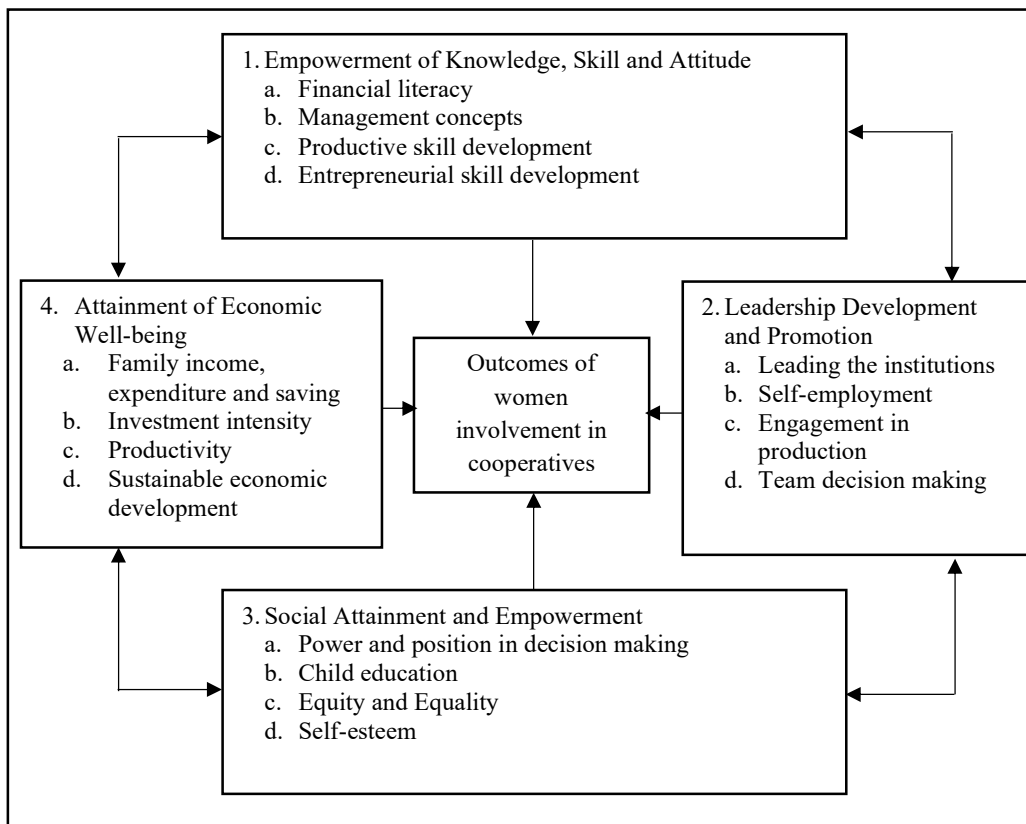 1. Empowerment of Knowledge, Skill and Attitude
a. Financial literacy
b. Management concepts
c. Productive skill development
d. Entrepreneurial skill development
4. Attainment of Economic
Well-being
a. Family income,
expenditure and saving
b. Investment intensity
c. Productivity
d. Sustainable economic
development
Outcomes of
women
involvement in
cooperatives
2. Leadership Development
and Promotion
a. Leading the institutions
b. Self-employment
c. Engagement in
production
d. Team decision making
3. Social Attainment and Empowerment
a. Power and position in decision making
b. Child education
c. Equity and Equality
d. Self-esteem